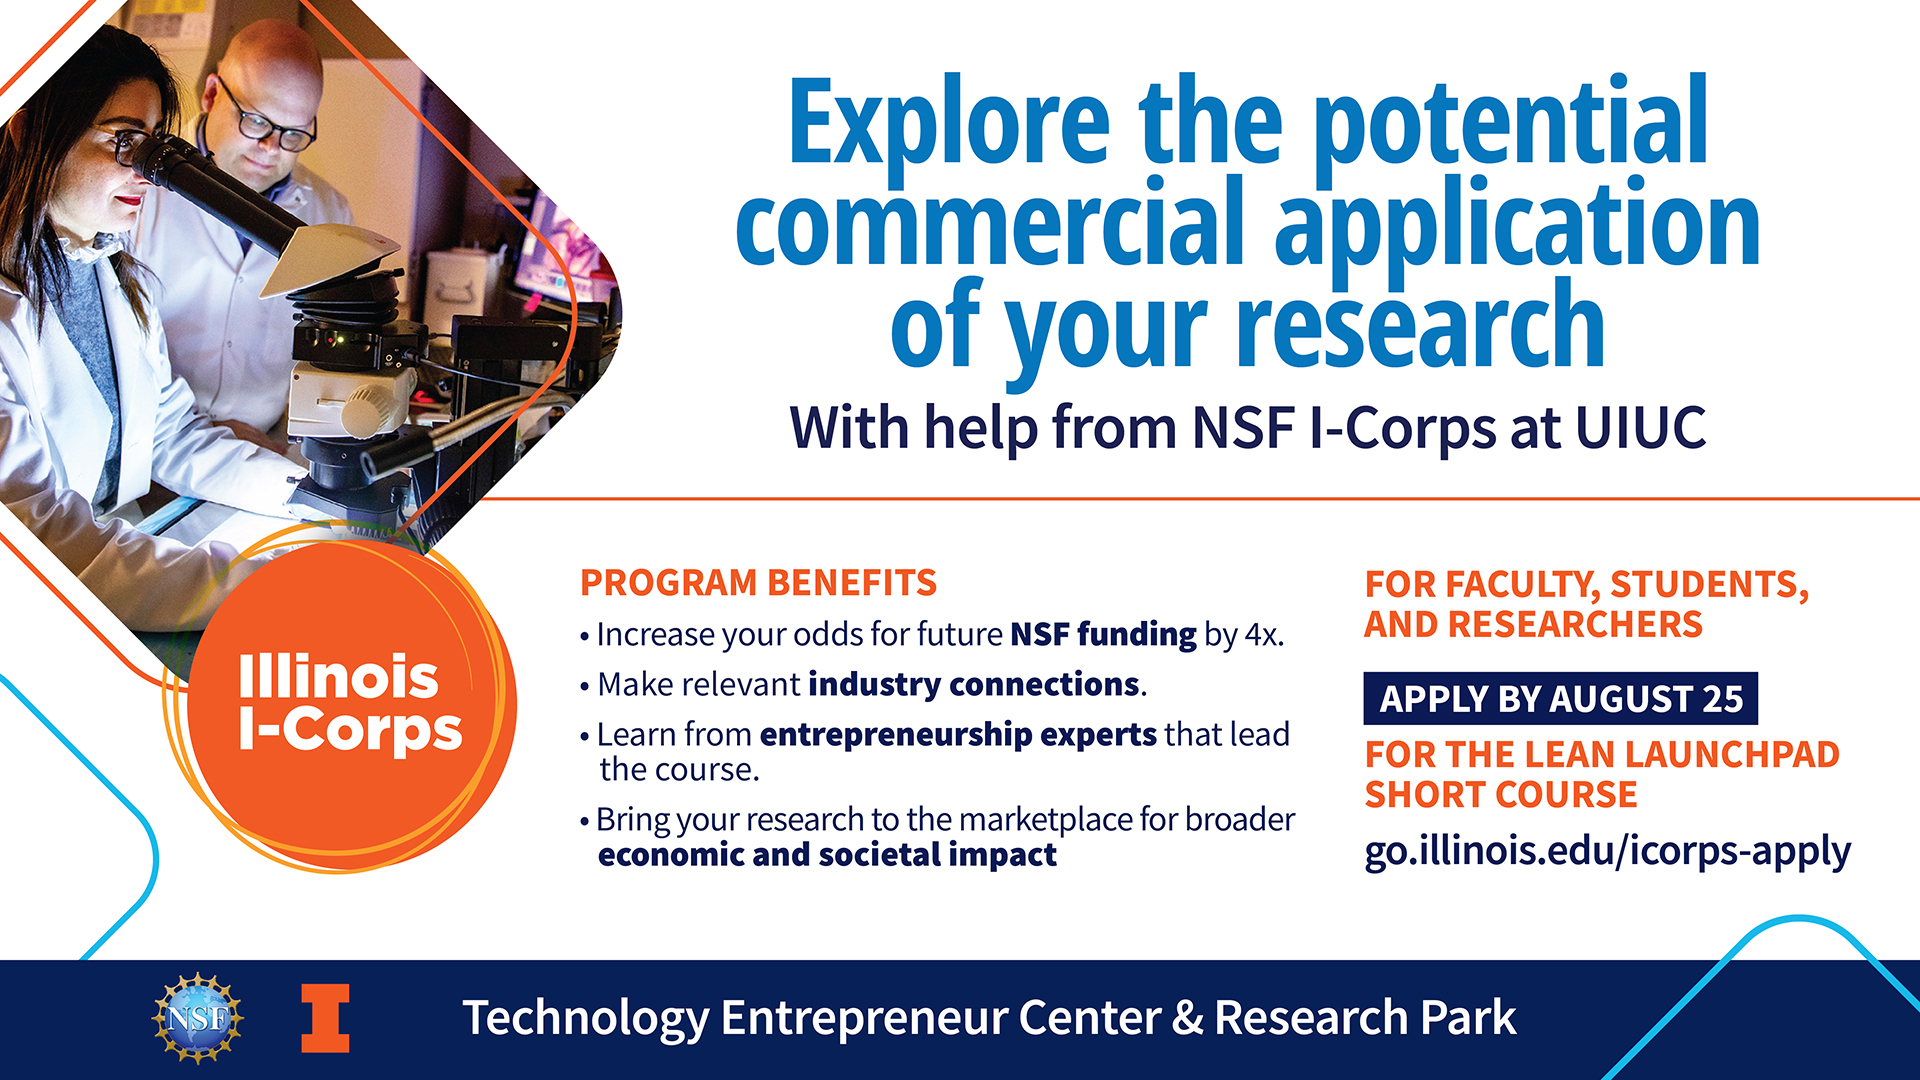 Explore the potential
commercial application
of your research
With help from NSF I-Corps at UIUC
Illinois
I-Corps
PROGRAM BENEFITS
• Increase your odds for future NSF funding by 4x.
• Make relevant industry connections.
• Learn from entrepreneurship experts that lead
the course.
• Bring your research to the marketplace for broader
economic and societal impact
FOR FACULTY, STUDENTS,
AND RESEARCHERS
APPLY BY AUGUST 25
FOR THE LEAN LAUNCHPAD
SHORT COURSE
go.illinois.edu/icorps-apply
NSF
I
Technology Entrepreneur Center & Research Park